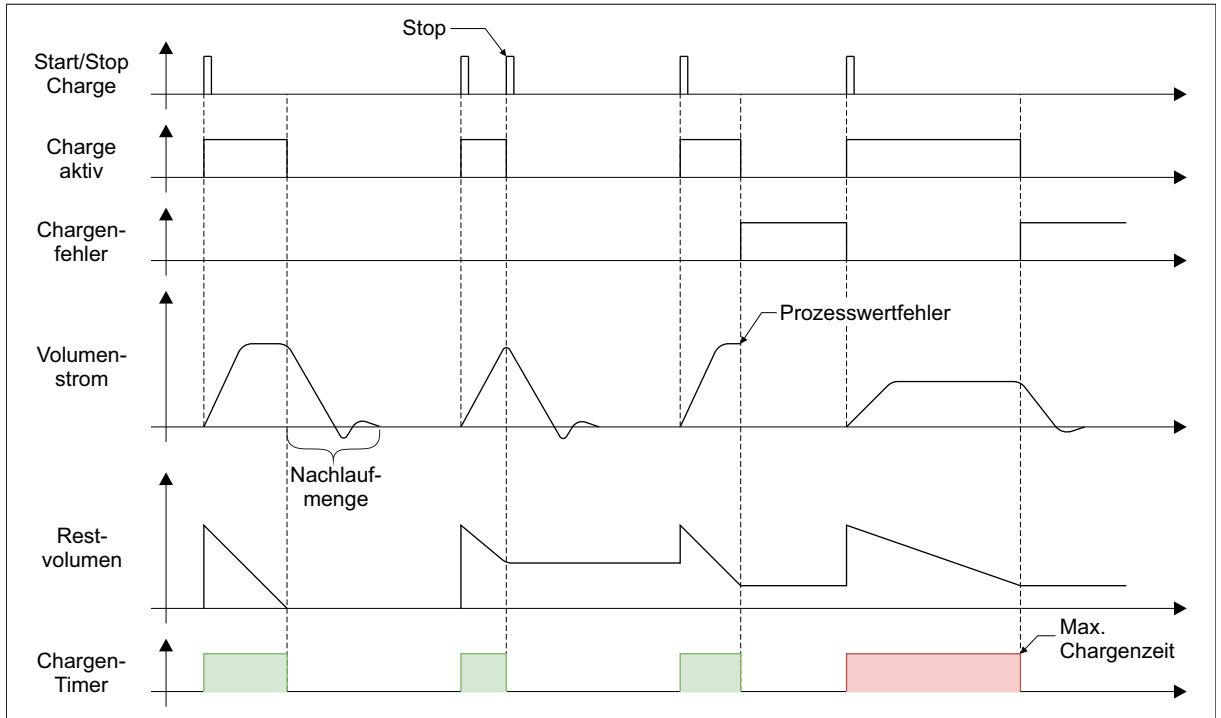 Stop
Start/Stop
Charge
Charge
aktiv
Chargen-
fehler
Prozesswertfehler
Volumen-
strom
Nachlauf-
menge
Rest-
volumen
Max.
Chargenzeit
Chargen-
Timer